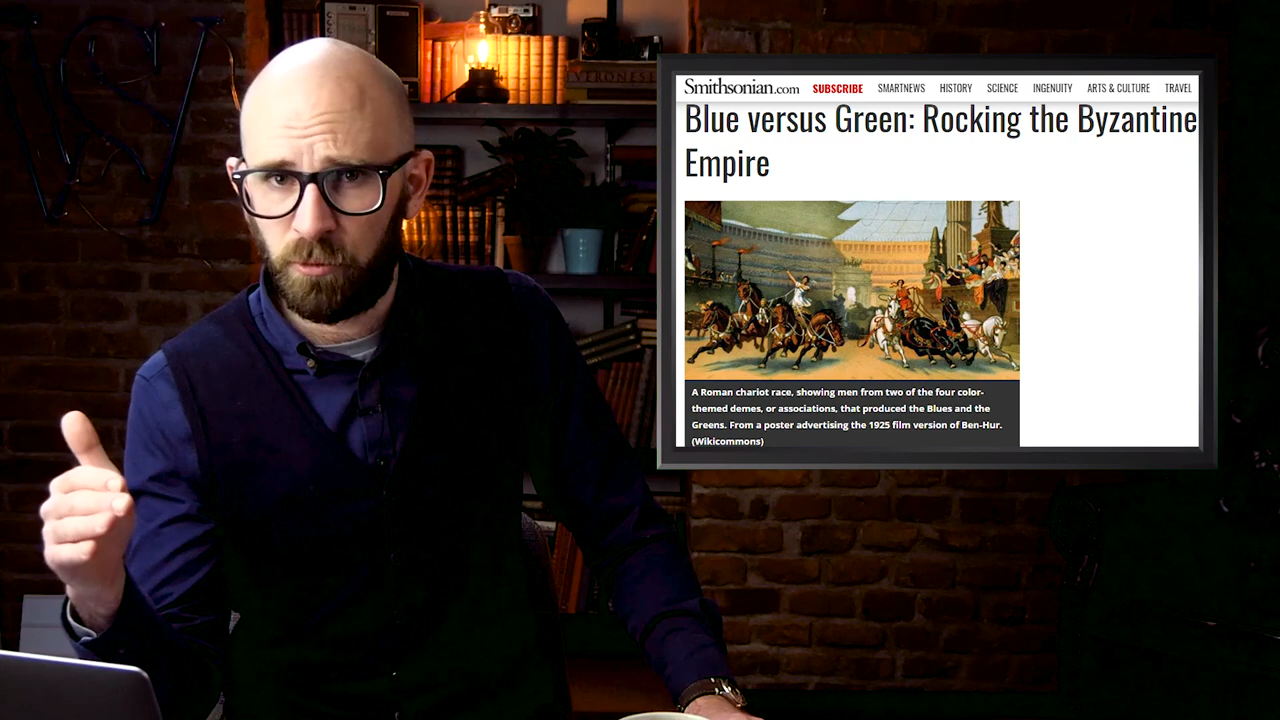 VERONESE
Smithsonian.com SUBSCRIBE SMARTNEWS HISTORY SCIENCE INGENUITY ARTS & CULTURE TRAVEL
Blue versus Green: Rocking the Byzantine
Empire
A Roman chariot race, showing men from two of the four color-
themed demes, or associations, that produced the Blues and the
Greens. From a poster advertising the 1925 film version of Ben-Hur.
(Wikicommons)